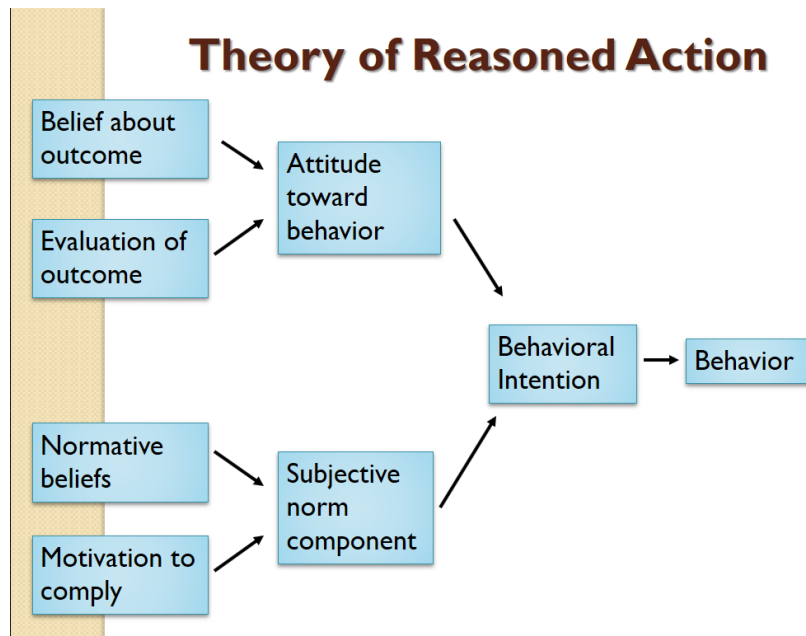 Theory of Reasoned Action
Belief about
outcome
Evaluation of
outcome
Attitude
toward
behavior
Behavioral
Intention
Behavior
Normative
beliefs
Motivation to
comply
Subjective
norm
component